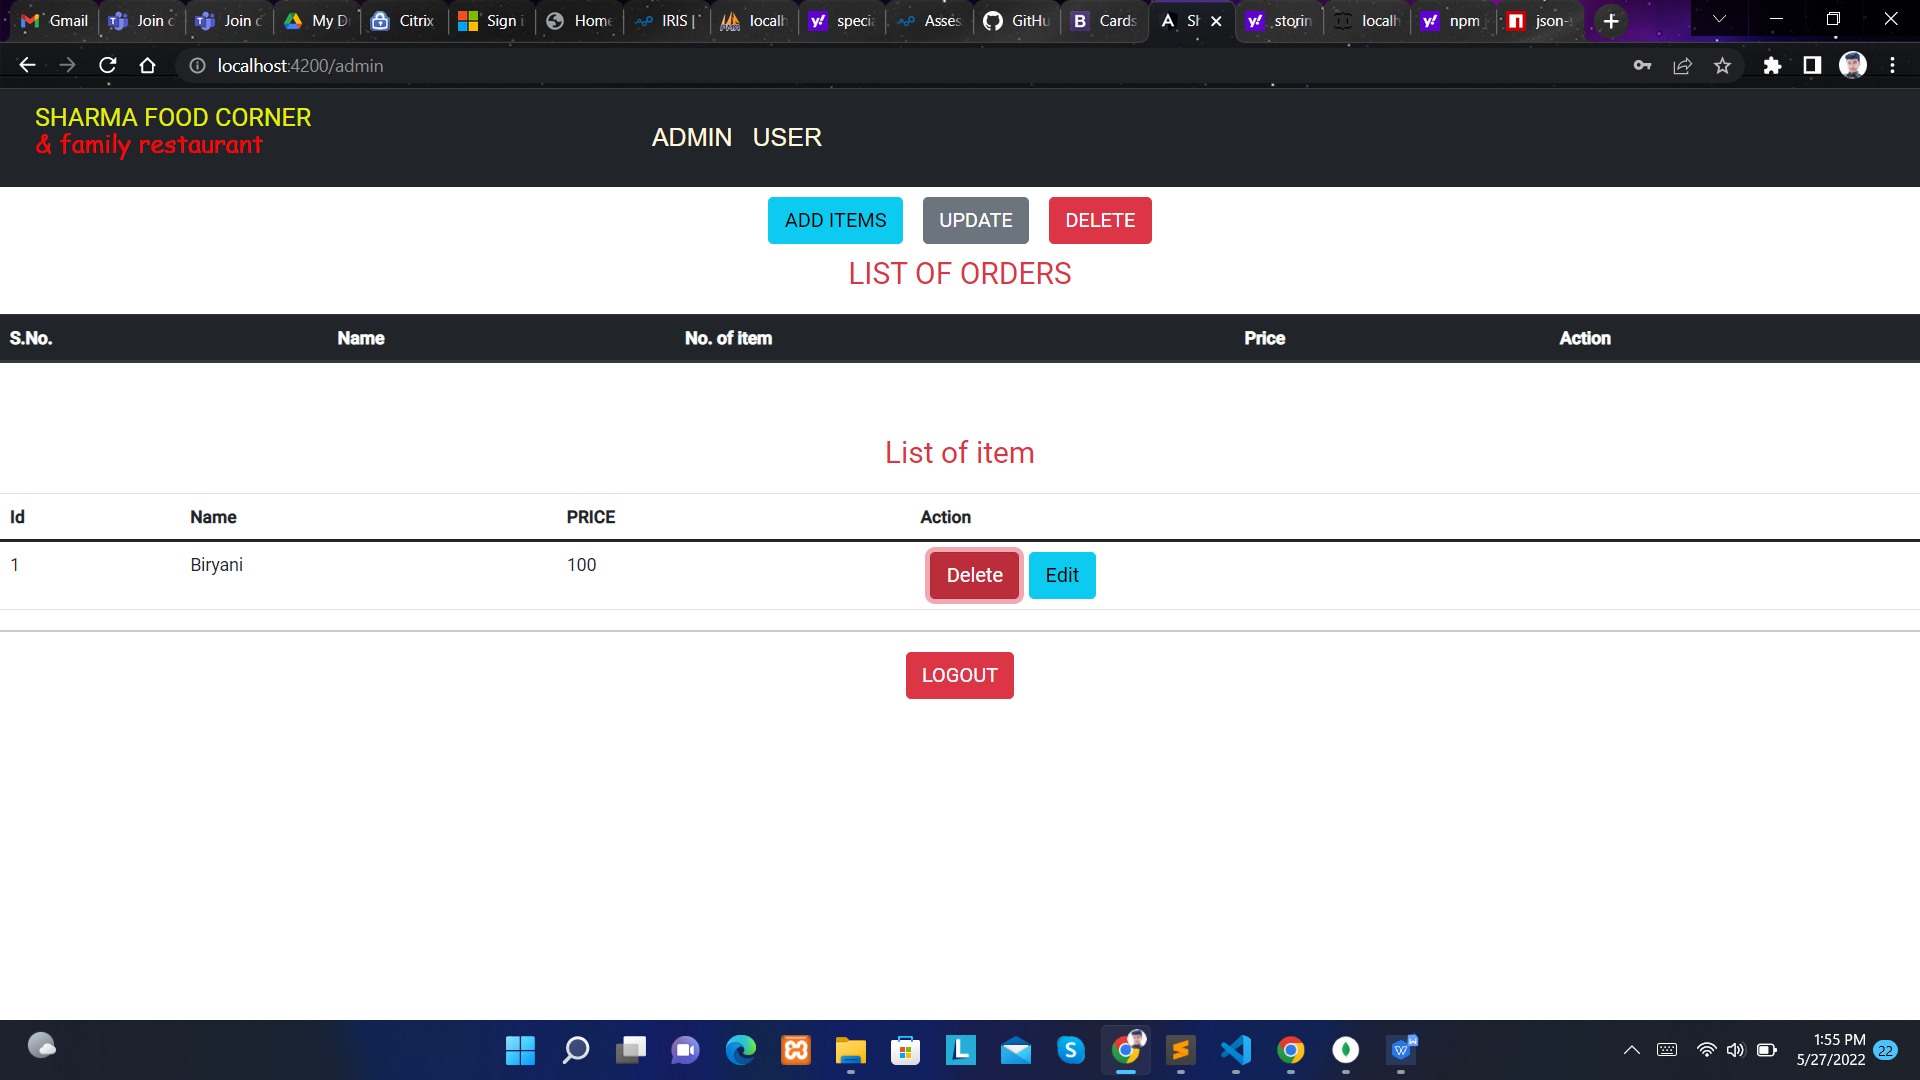 Gmail
Join
Join
My D
Citrix
Sign i
Home
IRIS |
localh
specia
Asses
GitHu
Cards
Sh
storin
localh
npm
json-
localhost:4200/admin
SHARMA FOOD CORNER
& family restaurant
ADMIN USER
ADD ITEMS UPDATE DELETE
LIST OF ORDERS
S.No. Name No. of item Price Action
List of item
Id Name PRICE Action
1 Biryani 100 Delete Edit
LOGOUT
1:55 PM
5/27/2022
22